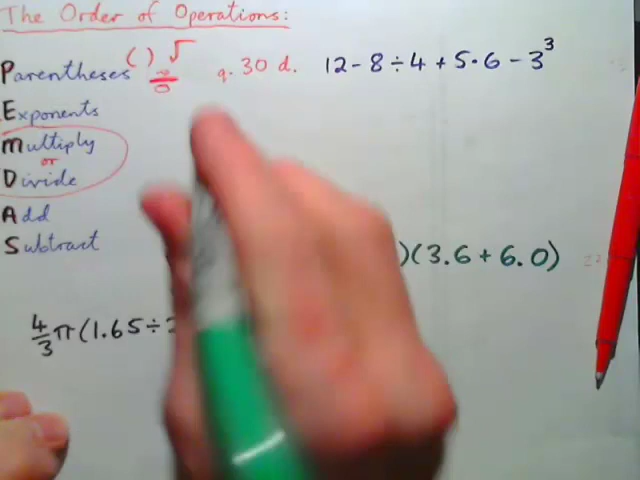 The Order of Operations:
Parentheses ( ) √
q. 30 d. 12 - 8 ÷ 4 + 5 · 6 - 3³
Exponents
Multiply
or
Divide
Add
Subtract
)(3.6 + 6.0)
4/3 π (1.65 ÷